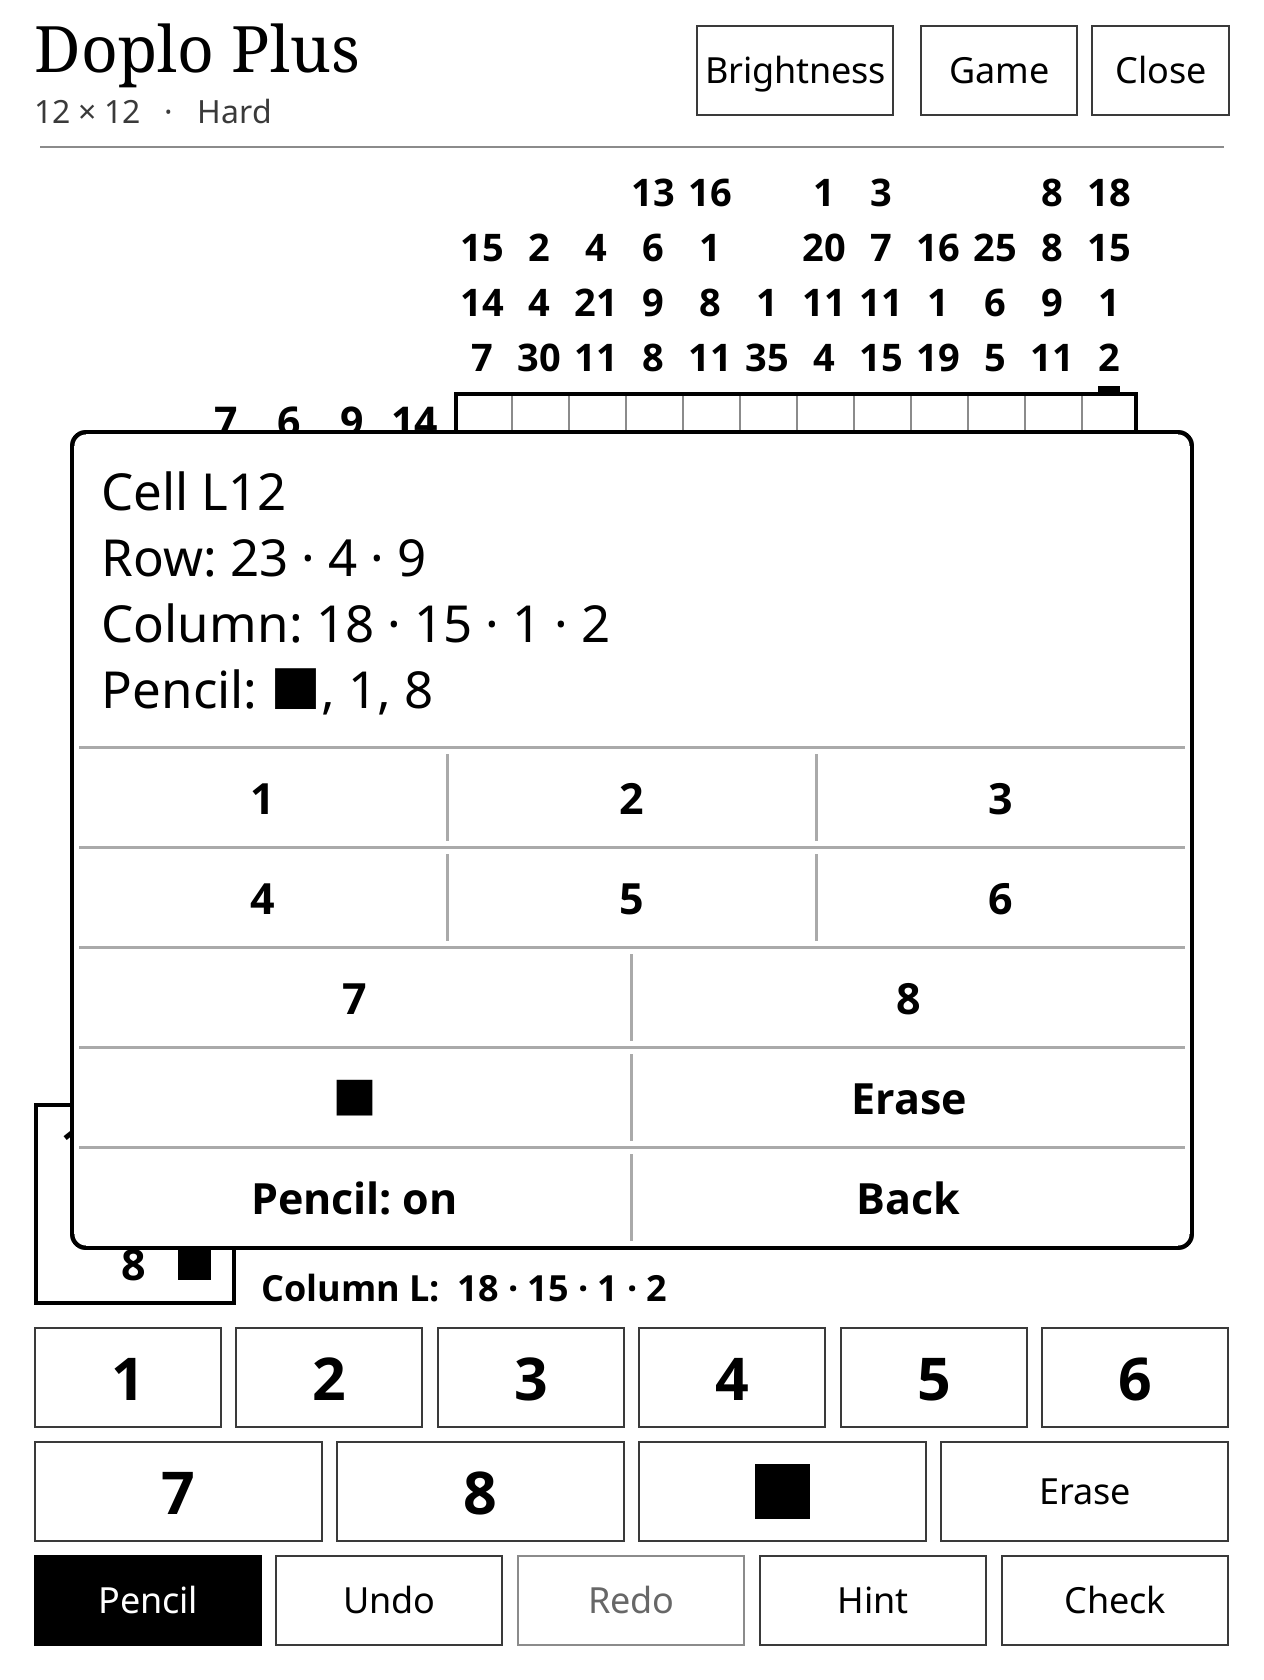 Doplo Plus
Brightness Game Close
12 × 12 · Hard
13 16 1 3 8 18
15 2 4 6 1 20 7 16 25 8 15
14 4 21 9 8 1 11 11 1 6 9 1
7 30 11 8 11 35 4 15 19 5 11 2
7 6 9 14
Cell L12
Row: 23 · 4 · 9
Column: 18 · 15 · 1 · 2
Pencil: ■, 1, 8
1 2 3
4 5 6
7 8
■ Erase
Pencil: on Back
8 ■
Column L: 18 · 15 · 1 · 2
1 2 3 4 5 6
7 8 ■ Erase
Pencil Undo Redo Hint Check